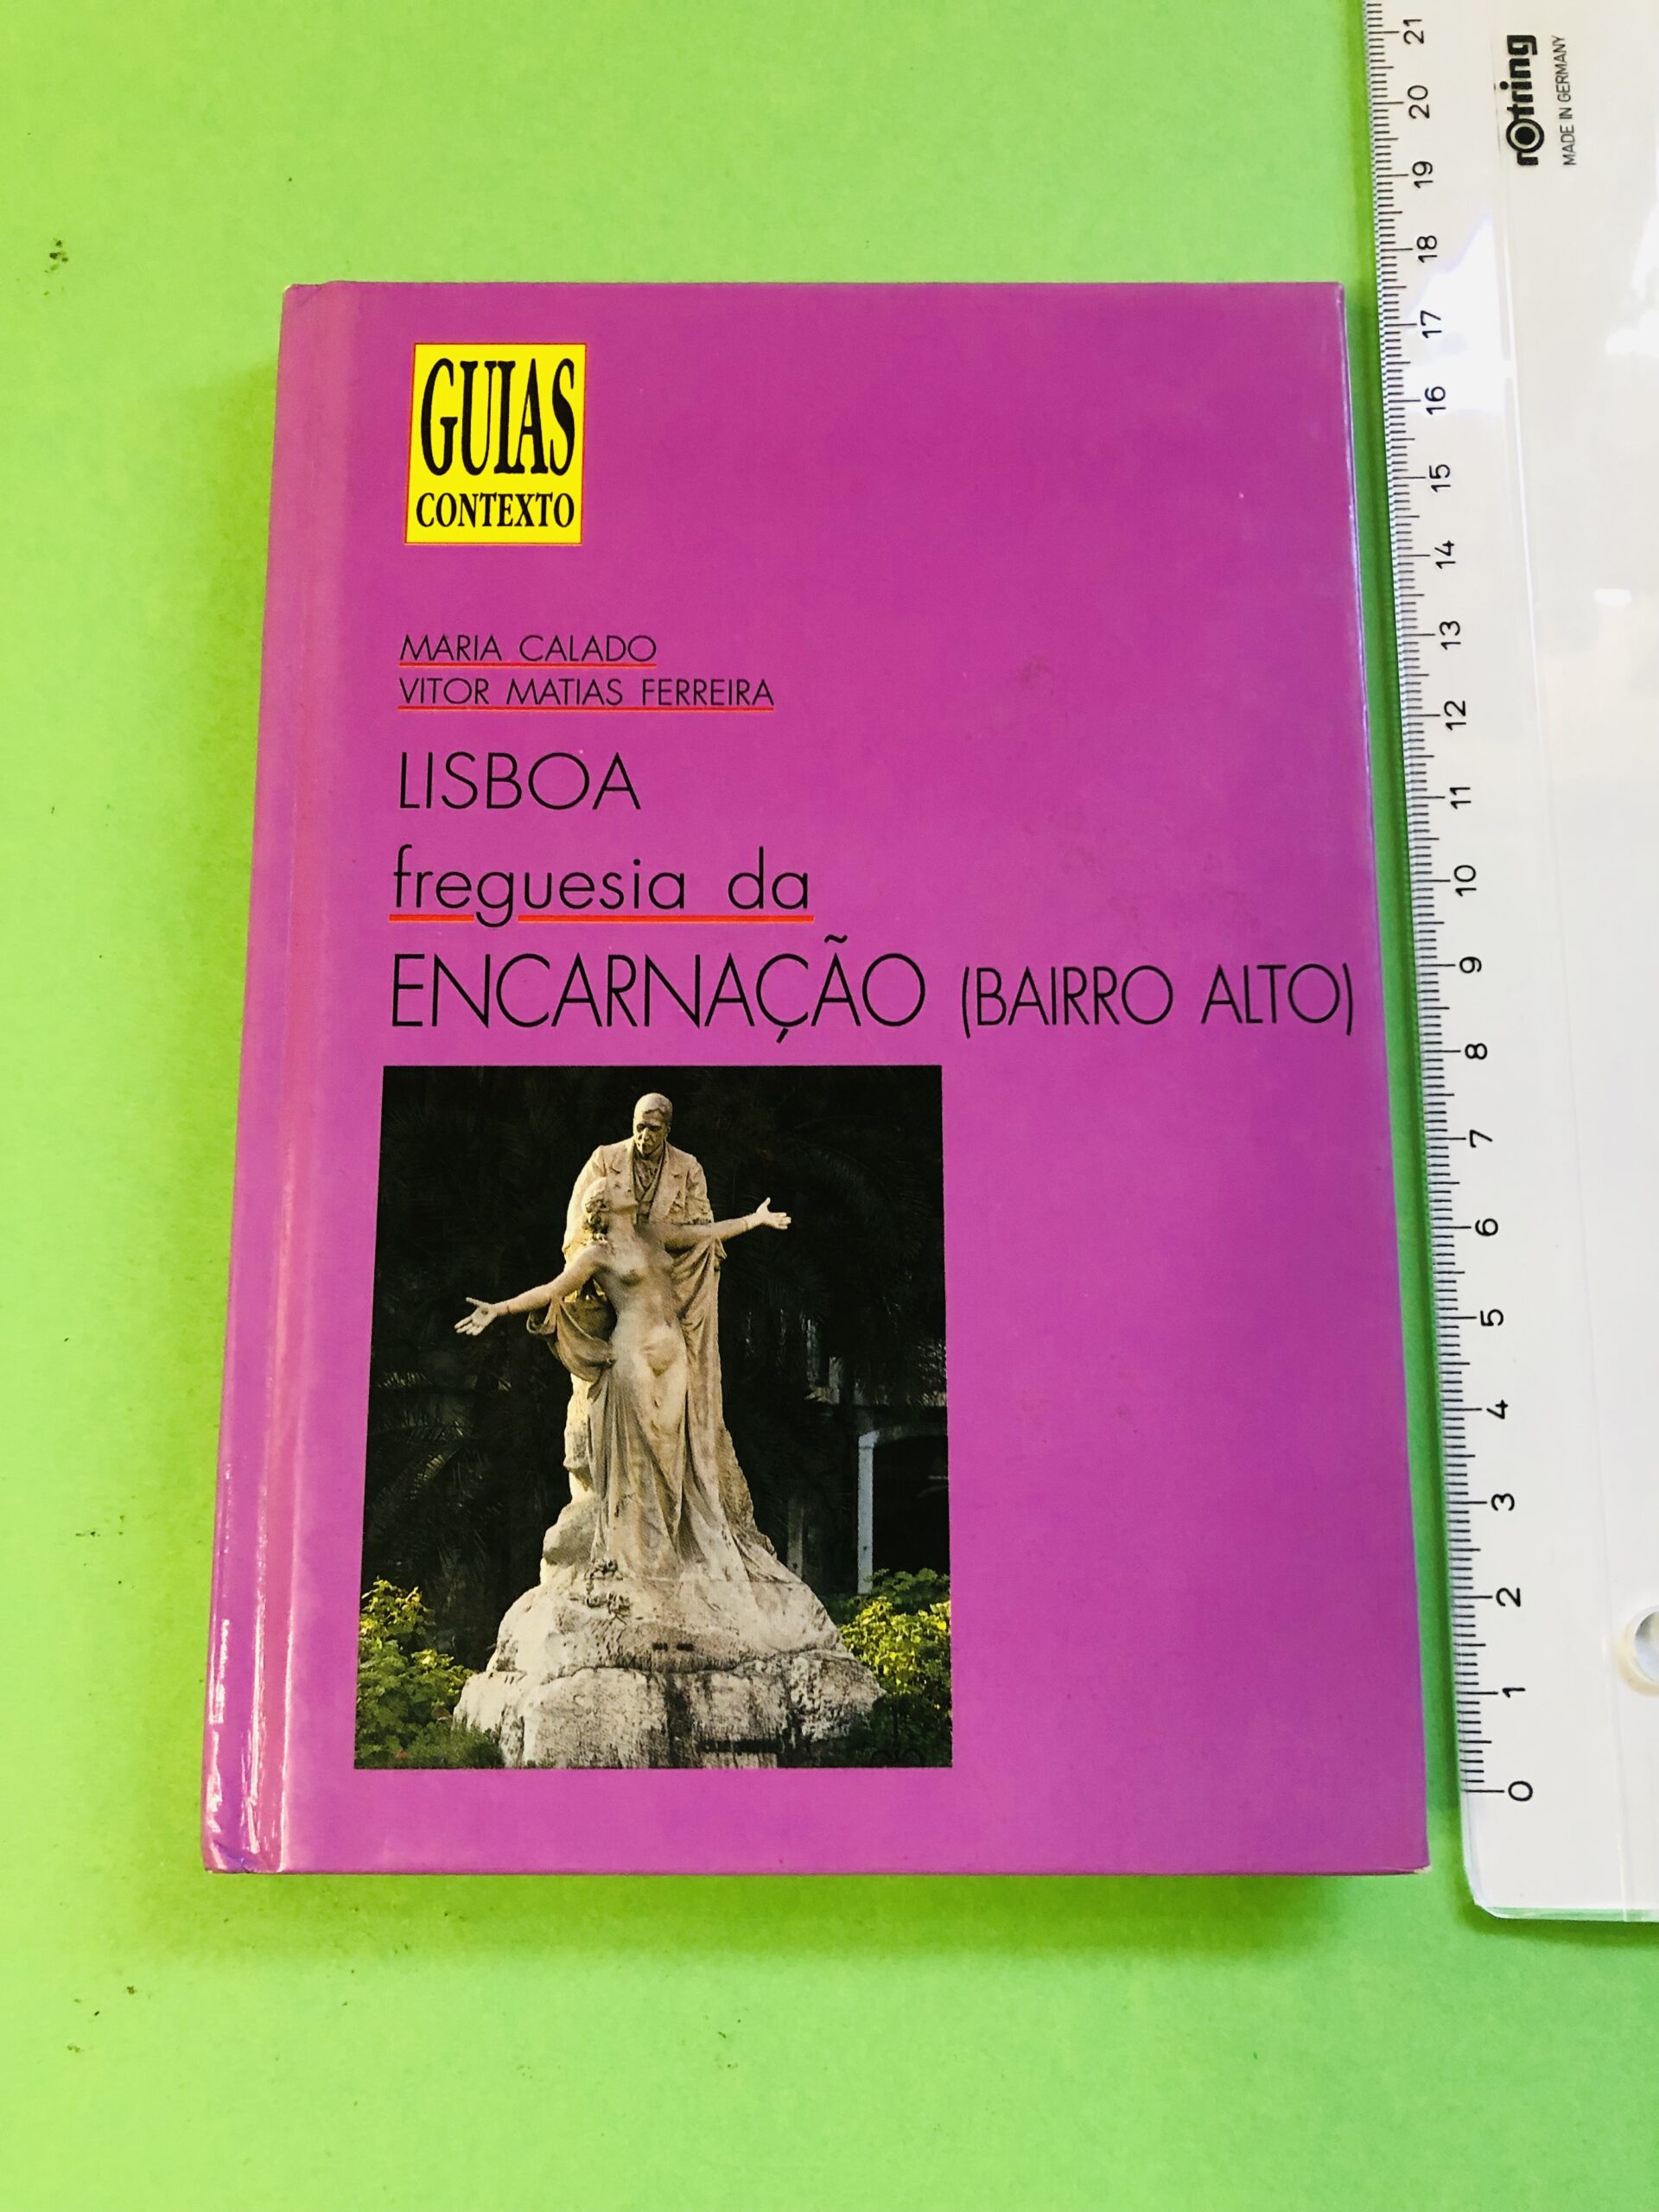 GUIAS
CONTEXTO
MARIA CALADO
VITOR MATIAS FERREIRA
LISBOA
freguesia da
ENCARNAÇÃO (BAIRRO ALTO)
rotring
MADE IN GERMANY
21
20
19
18
17
16
15
14
13
12
11
10
9
8
7
6
5
4
3
2
1
0